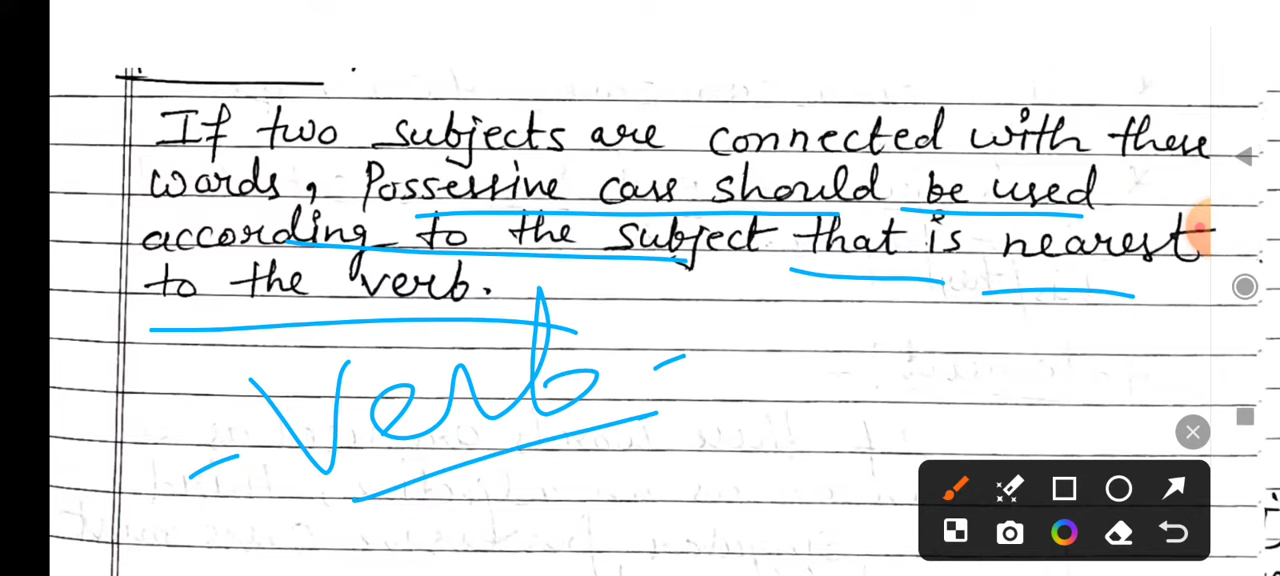 If two subjects are connected with these
words, Possessive case should be used
according to the subject that is nearest
to the verb.
Verb